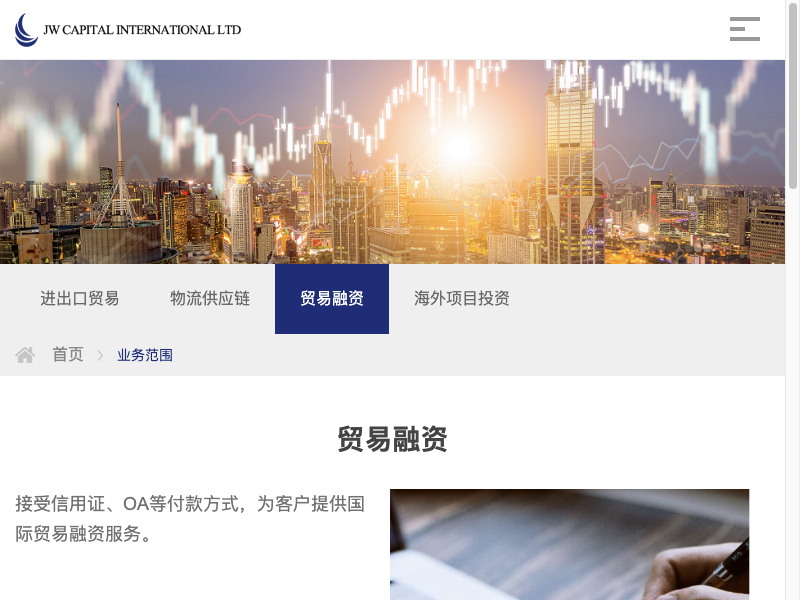 JW CAPITAL INTERNATIONAL LTD
进出口贸易
物流供应链
贸易融资
海外项目投资
首页
业务范围
贸易融资
接受信用证、OA等付款方式，为客户提供国
际贸易融资服务。